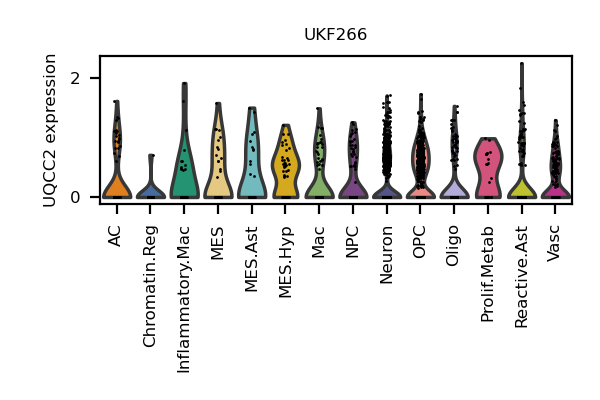 UKF266
UQCC2 expression
2
0
AC
Chromatin.Reg
Inflammatory.Mac
MES
MES.Ast
MES.Hyp
Mac
NPC
Neuron
OPC
Oligo
Prolif.Metab
Reactive.Ast
Vasc